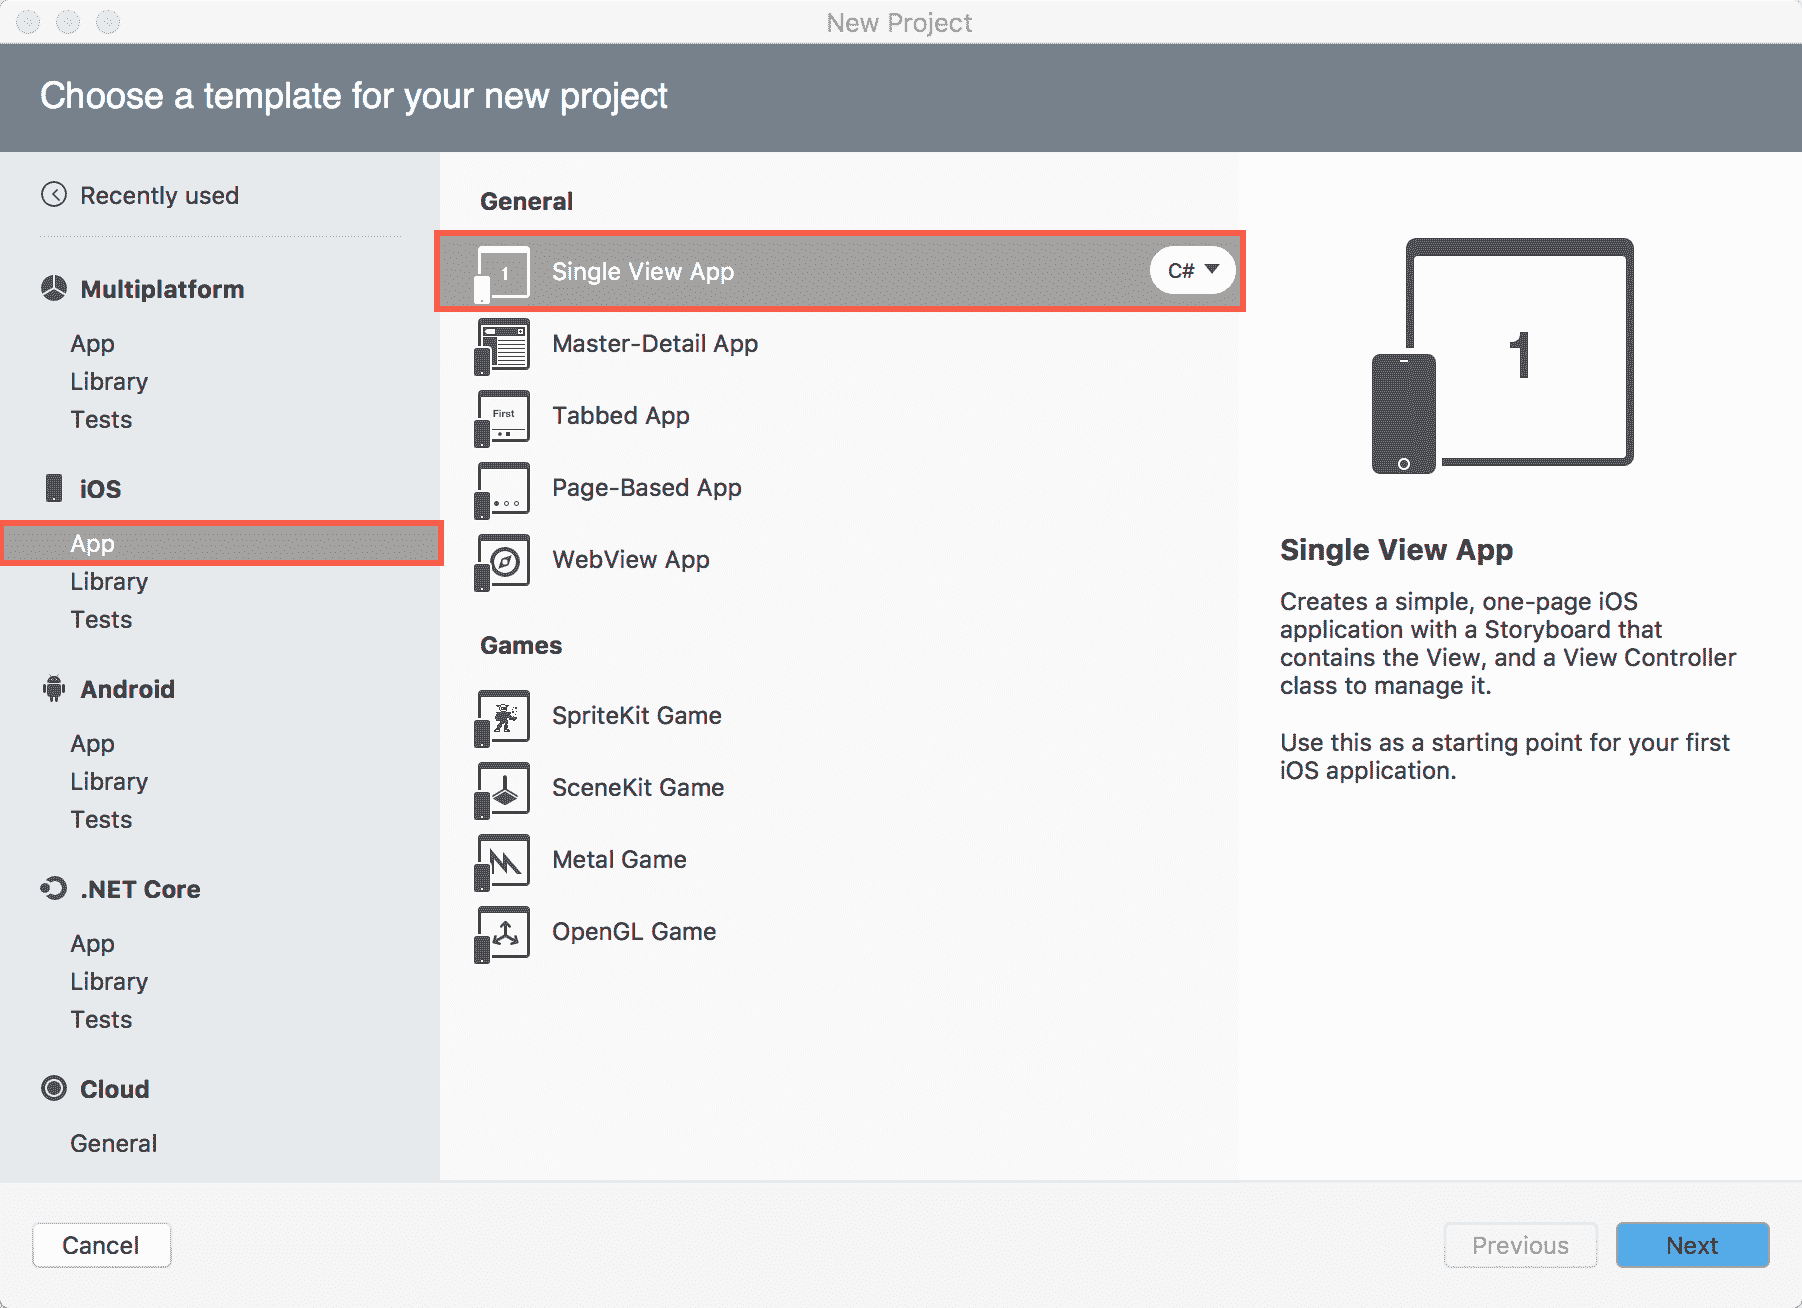 New Project
Choose a template for your new project
Recently used
Multiplatform
App
Library
Tests
iOS
App
Library
Tests
Android
App
Library
Tests
.NET Core
App
Library
Tests
Cloud
General
General
1
Single View App
C#
Master-Detail App
First
Tabbed App
Page-Based App
WebView App
Games
SpriteKit Game
SceneKit Game
Metal Game
OpenGL Game
1
Single View App
Creates a simple, one-page iOS
application with a Storyboard that
contains the View, and a View Controller
class to manage it.
Use this as a starting point for your first
iOS application.
Cancel
Previous
Next